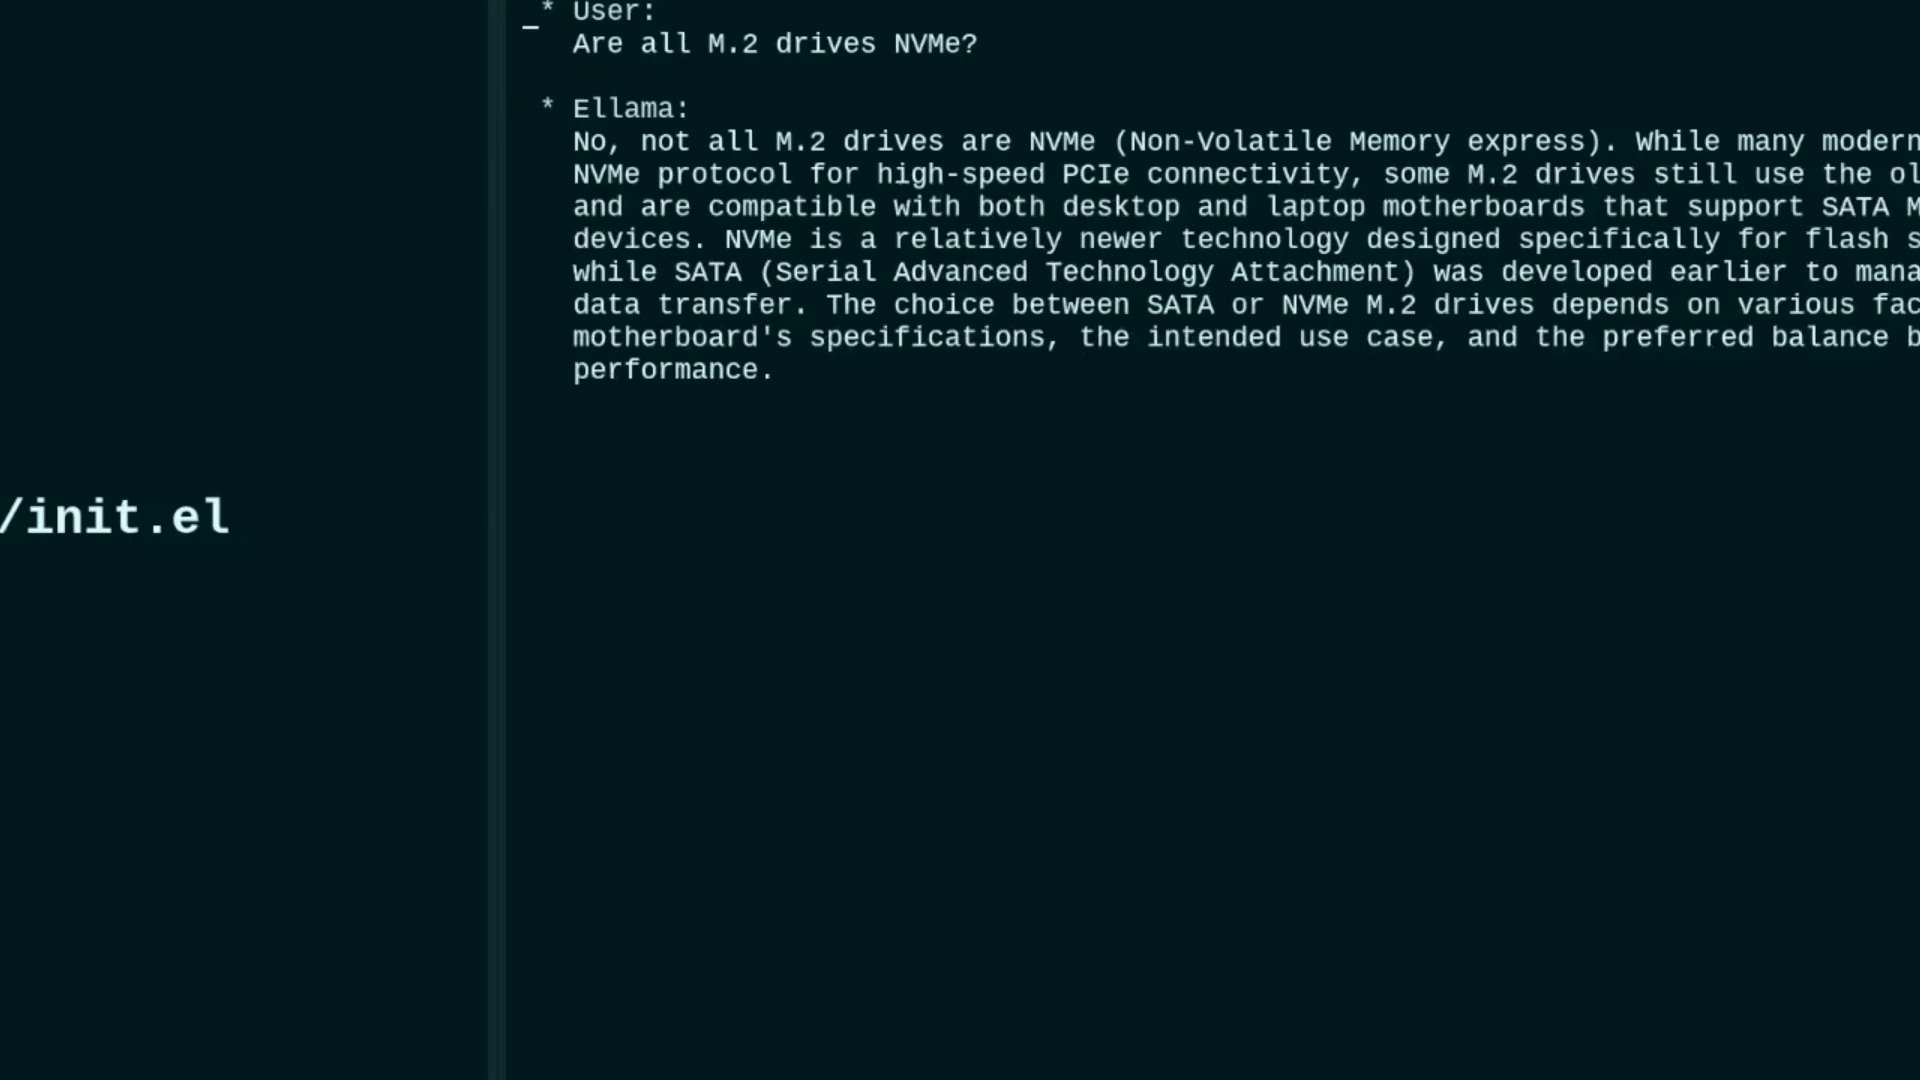 * User:
Are all M.2 drives NVMe?
* Ellama:
No, not all M.2 drives are NVMe (Non-Volatile Memory express). While many modern
NVMe protocol for high-speed PCIe connectivity, some M.2 drives still use the ol
and are compatible with both desktop and laptop motherboards that support SATA M
devices. NVMe is a relatively newer technology designed specifically for flash s
while SATA (Serial Advanced Technology Attachment) was developed earlier to mana
data transfer. The choice between SATA or NVMe M.2 drives depends on various fac
motherboard's specifications, the intended use case, and the preferred balance b
performance.
/init.el